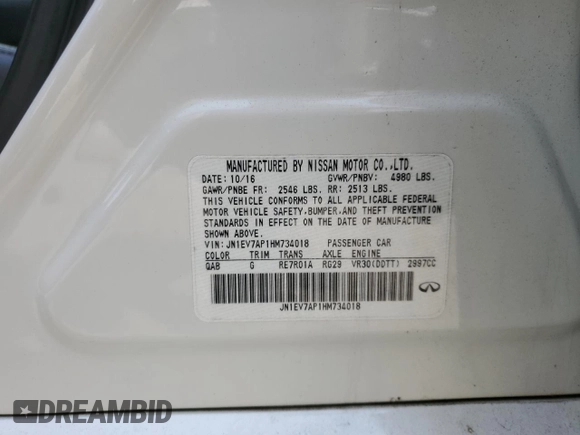 MANUFACTURED BY NISSAN MOTOR CO.,LTD.
DATE: 10/16 GVWR/PNBV: 4980 LBS.
GAWR/PNBE FR: 2546 LBS. RR: 2513 LBS.
THIS VEHICLE CONFORMS TO ALL APPLICABLE FEDERAL
MOTOR VEHICLE SAFETY,BUMPER,AND THEFT PREVENTION
STANDARDS IN EFFECT ON THE DATE OF MANUFACTURE
SHOWN ABOVE.
VIN: JN1EV7AP1HM734018 PASSENGER CAR
COLOR TRIM TRANS AXLE ENGINE
QAB G RE7R01A RG29 VR30(DDTT) 2997CC
JN1EV7AP1HM734018
DREAMBID